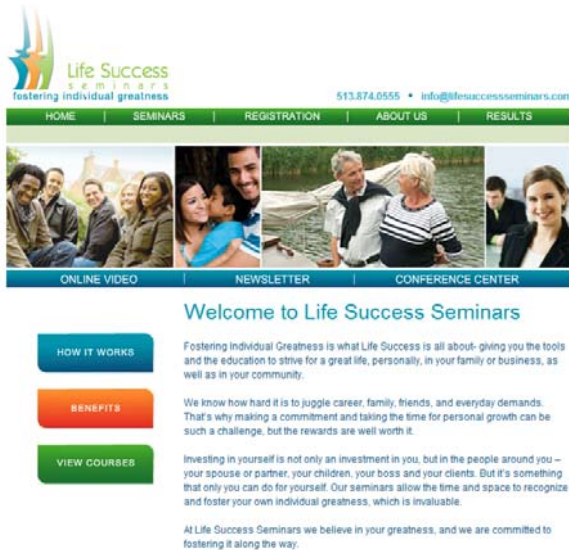 Life Success
seminars
fostering individual greatness
513.874.0555 • info@lifesuccessseminars.com
HOME | SEMINARS | REGISTRATION | ABOUT US | RESULTS
ONLINE VIDEO | NEWSLETTER | CONFERENCE CENTER
Welcome to Life Success Seminars
HOW IT WORKS
BENEFITS
VIEW COURSES
Fostering Individual Greatness is what Life Success is all about- giving you the tools
and the education to strive for a great life, personally, in your family or business, as
well as in your community.
We know how hard it is to juggle career, family, friends, and everyday demands.
That's why making a commitment and taking the time for personal growth can be
such a challenge, but the rewards are well worth it.
Investing in yourself is not only an investment in you, but in the people around you –
your spouse or partner, your children, your boss and your clients. But it's something
that only you can do for yourself. Our seminars allow the time and space to recognize
and foster your own individual greatness, which is invaluable.
At Life Success Seminars we believe in your greatness, and we are committed to
fostering it along the way.